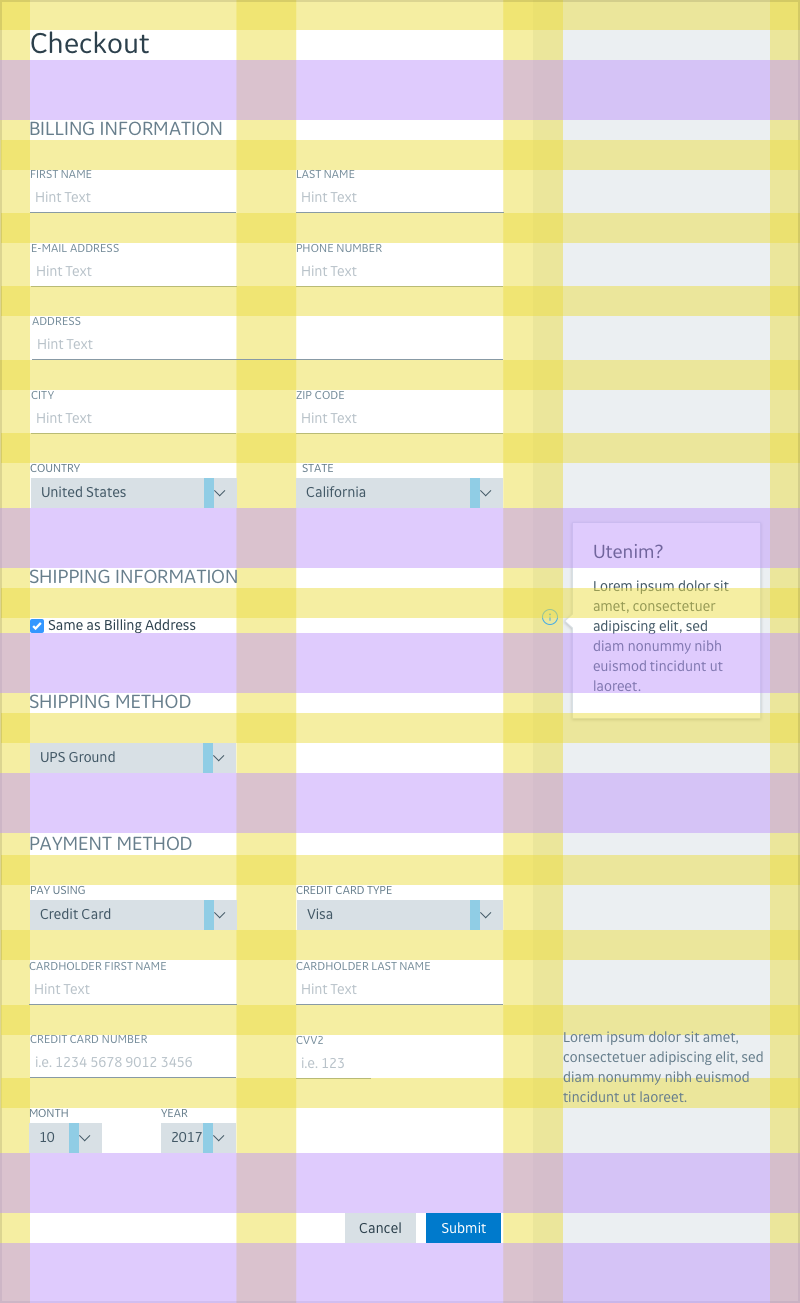 Checkout
BILLING INFORMATION
FIRST NAME
LAST NAME
Hint Text
Hint Text
E-MAIL ADDRESS
PHONE NUMBER
Hint Text
Hint Text
ADDRESS
Hint Text
CITY
ZIP CODE
Hint Text
Hint Text
COUNTRY
STATE
United States
California
SHIPPING INFORMATION
Same as Billing Address
Utenim?
Lorem ipsum dolor sit
amet, consectetuer
adipiscing elit, sed
diam nonummy nibh
euismod tincidunt ut
laoreet.
SHIPPING METHOD
UPS Ground
PAYMENT METHOD
PAY USING
CREDIT CARD TYPE
Credit Card
Visa
CARDHOLDER FIRST NAME
CARDHOLDER LAST NAME
Hint Text
Hint Text
CREDIT CARD NUMBER
CVV2
i.e. 1234 5678 9012 3456
i.e. 123
Lorem ipsum dolor sit amet,
consectetuer adipiscing elit, sed
diam nonummy nibh euismod
tincidunt ut laoreet.
MONTH
YEAR
10
2017
Cancel
Submit